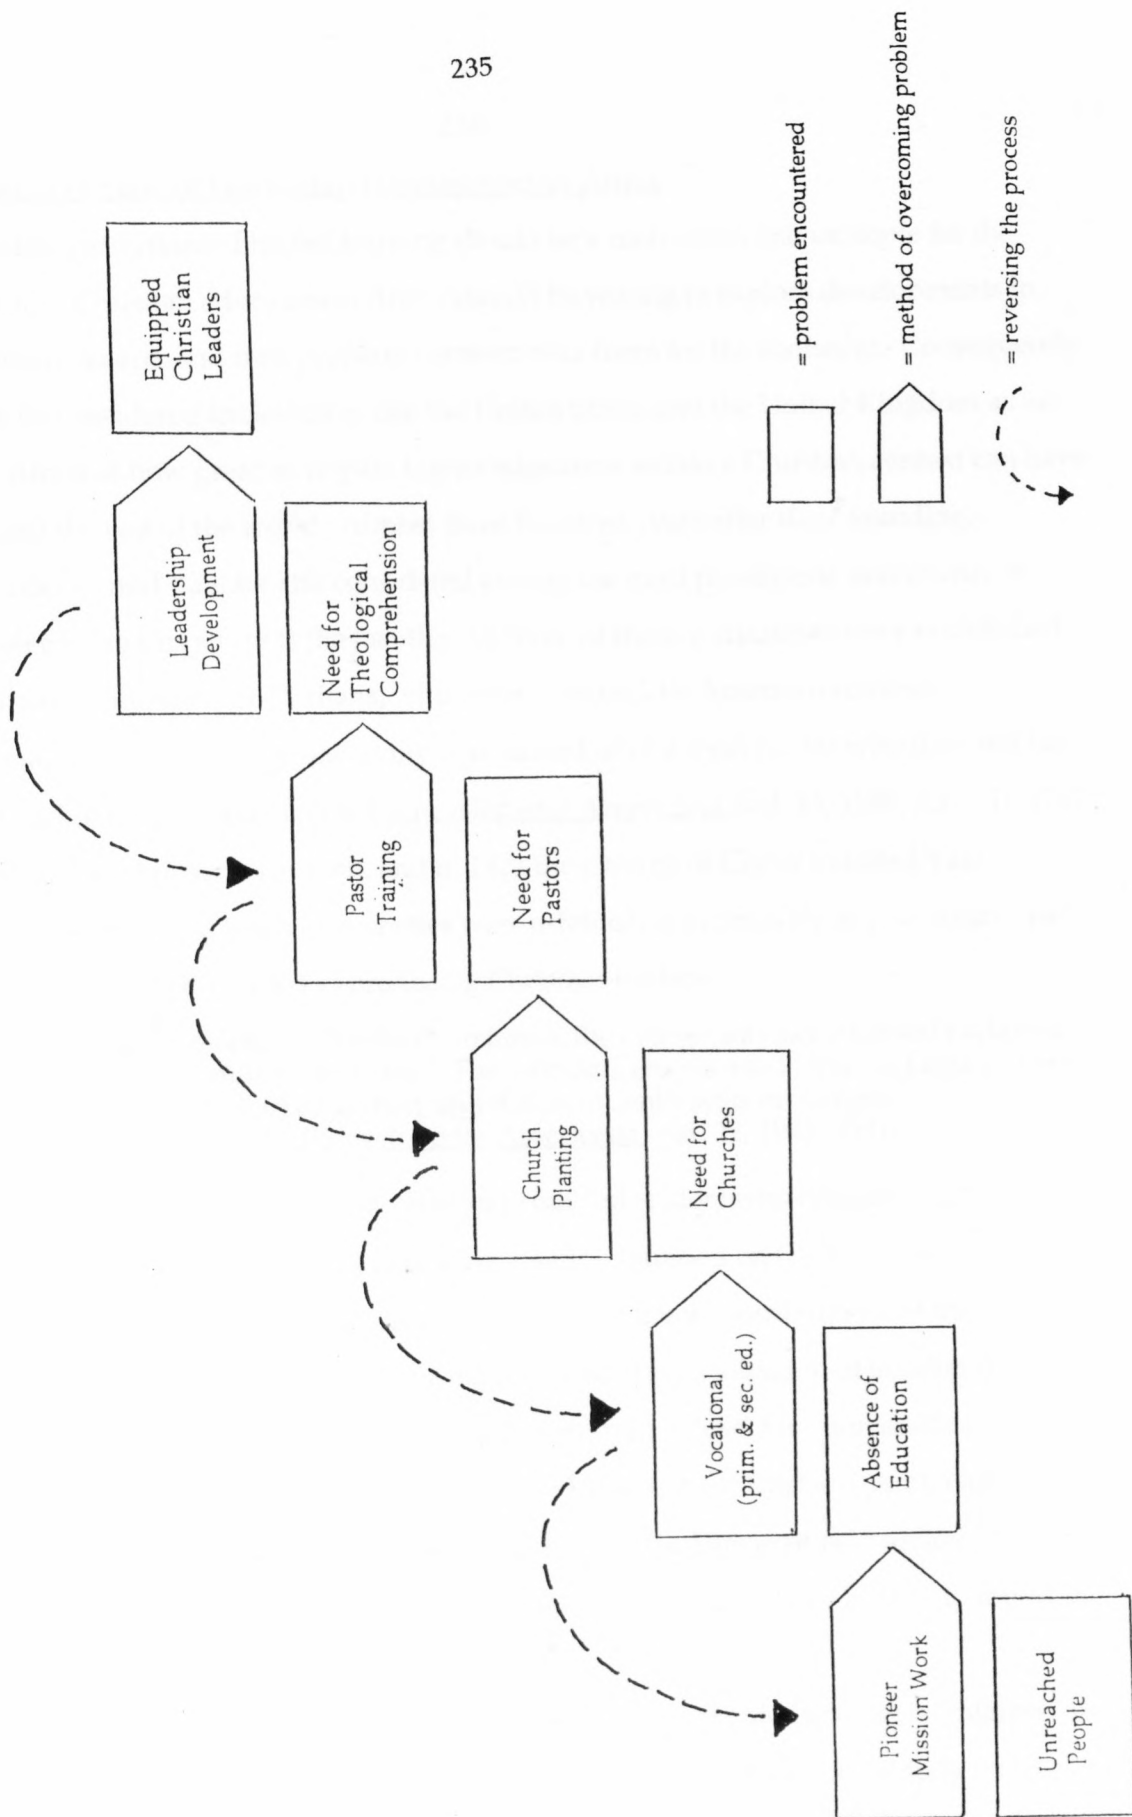 235
Equipped
Christian
Leaders
Leadership
Development
Need for
Theological
Comprehension
Pastor
Training
Need for
Pastors
Church
Planting
Need for
Churches
Vocational
(prim. & sec. ed.)
Absence of
Education
Pioneer
Mission Work
Unreached
People
= problem encountered
= method of overcoming problem
= reversing the process